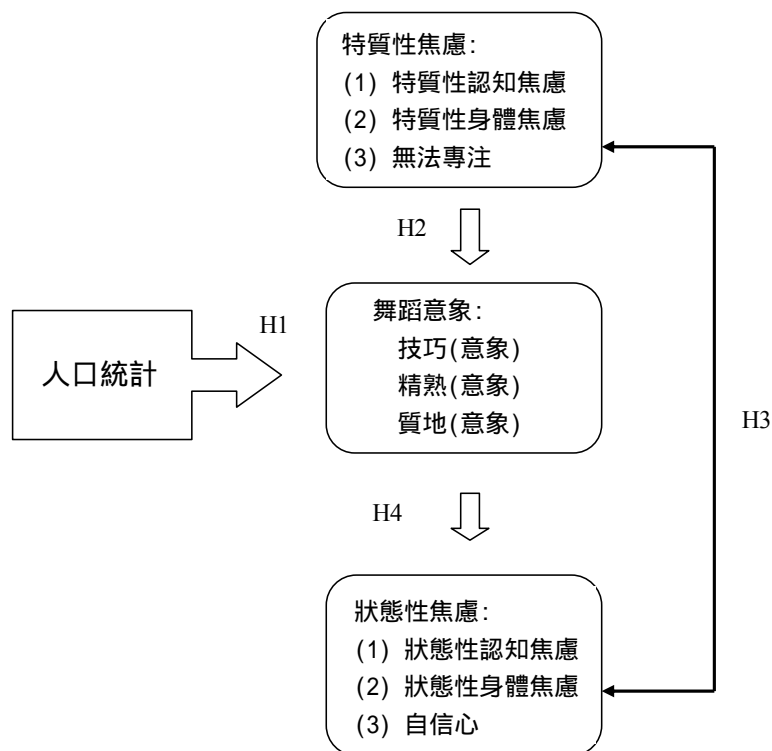 特質性焦慮:
(1) 特質性認知焦慮
(2) 特質性身體焦慮
(3) 無法專注
H2
舞蹈意象:
技巧(意象)
精熟(意象)
質地(意象)
H1
人口統計
H3
H4
狀態性焦慮:
(1) 狀態性認知焦慮
(2) 狀態性身體焦慮
(3) 自信心